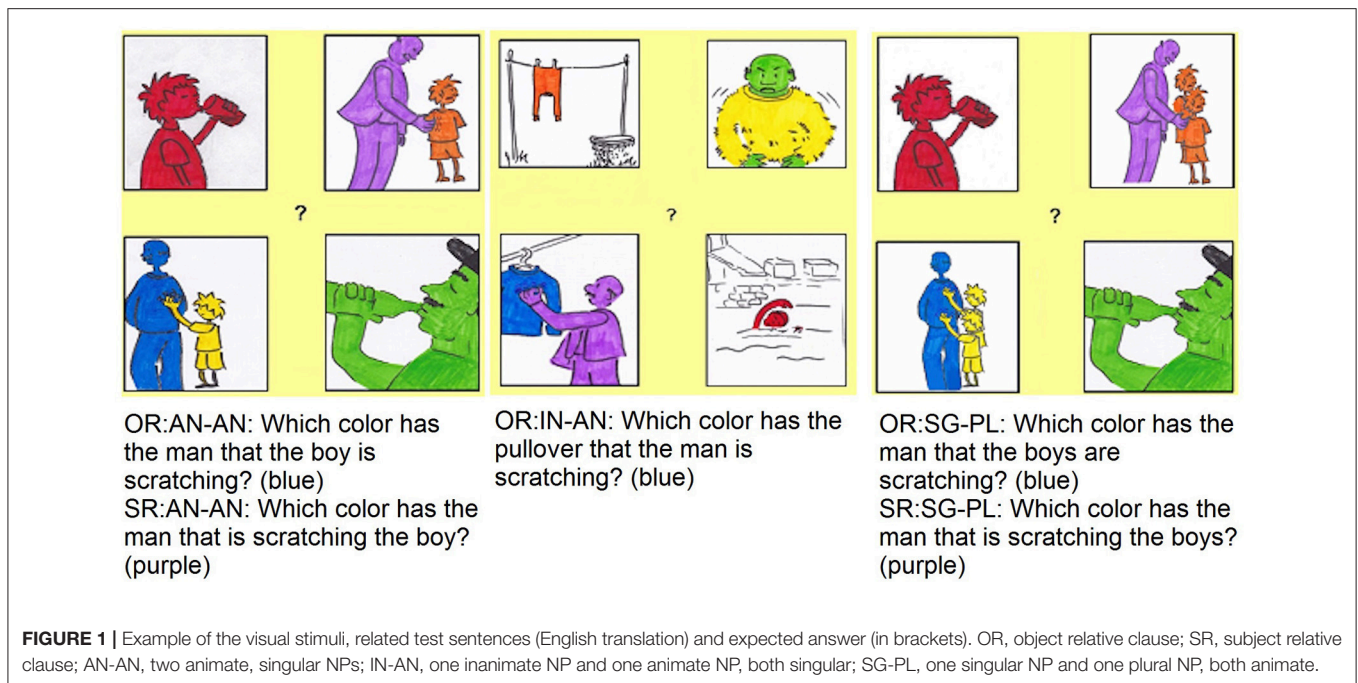 ?
?
?
OR:AN-AN: Which color has
the man that the boy is
scratching? (blue)
SR:AN-AN: Which color has the
man that is scratching the boy?
(purple)
OR:IN-AN: Which color has the
pullover that the man is
scratching? (blue)
OR:SG-PL: Which color has the
man that the boys are
scratching? (blue)
SR:SG-PL: Which color has the
man that is scratching the boys?
(purple)
FIGURE 1 | Example of the visual stimuli, related test sentences (English translation) and expected answer (in brackets). OR, object relative clause; SR, subject relative
clause; AN-AN, two animate, singular NPs; IN-AN, one inanimate NP and one animate NP, both singular; SG-PL, one singular NP and one plural NP, both animate.